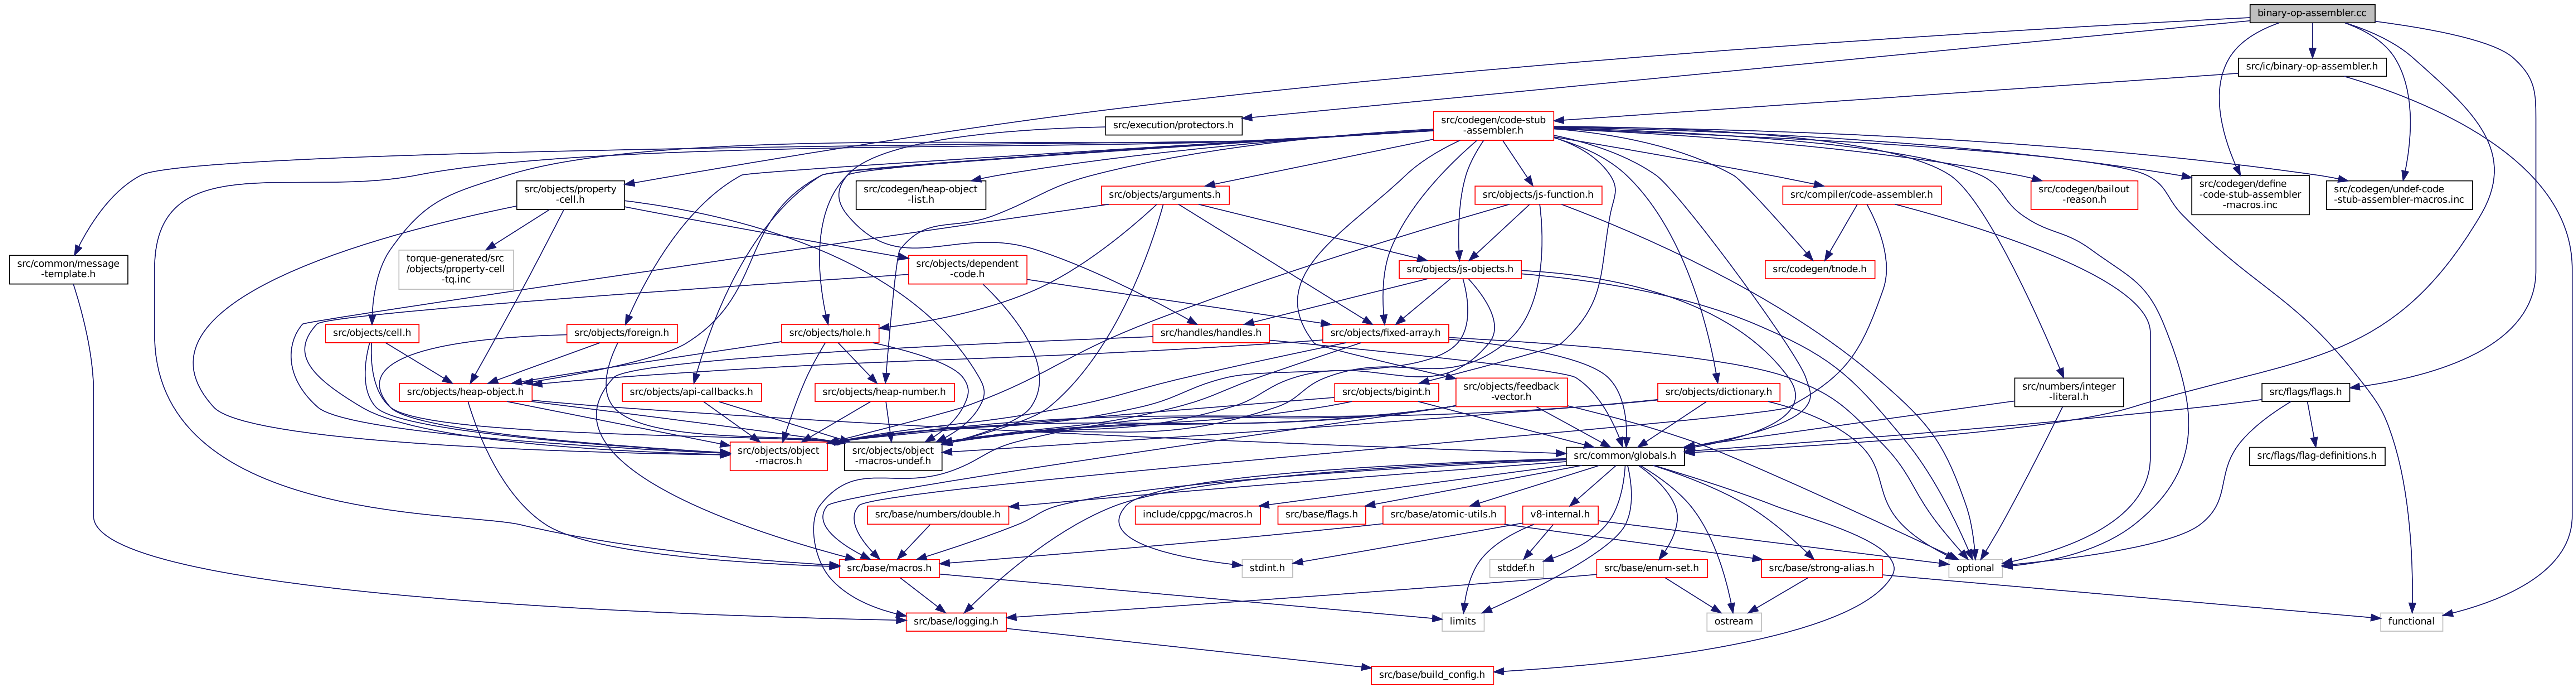 binary-op-assembler.cc
src/ic/binary-op-assembler.h
src/execution/protectors.h
src/codegen/code-stub
-assembler.h
src/objects/property
-cell.h
src/codegen/heap-object
-list.h
src/objects/arguments.h
src/objects/js-function.h
src/compiler/code-assembler.h
src/codegen/bailout
-reason.h
src/codegen/define
-code-stub-assembler
-macros.inc
src/codegen/undef-code
-stub-assembler-macros.inc
src/common/message
-template.h
torque-generated/src
/objects/property-cell
-tq.inc
src/objects/dependent
-code.h
src/objects/js-objects.h
src/codegen/tnode.h
src/objects/cell.h
src/objects/foreign.h
src/objects/hole.h
src/handles/handles.h
src/objects/fixed-array.h
src/objects/heap-object.h
src/objects/api-callbacks.h
src/objects/heap-number.h
src/objects/bigint.h
src/objects/feedback
-vector.h
src/objects/dictionary.h
src/numbers/integer
-literal.h
src/flags/flags.h
src/objects/object
-macros.h
src/objects/object
-macros-undef.h
src/common/globals.h
src/flags/flag-definitions.h
src/base/numbers/double.h
include/cppgc/macros.h
src/base/flags.h
src/base/atomic-utils.h
v8-internal.h
src/base/macros.h
stdint.h
stddef.h
src/base/enum-set.h
src/base/strong-alias.h
optional
src/base/logging.h
limits
ostream
functional
src/base/build_config.h